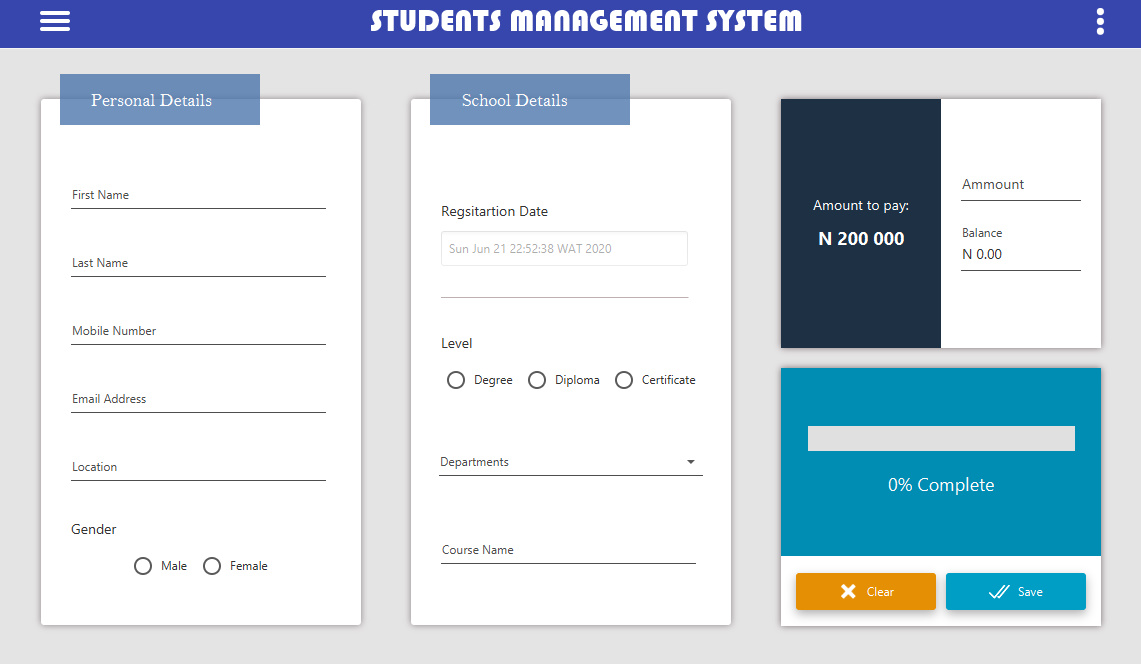 STUDENTS MANAGEMENT SYSTEM
Personal Details
First Name
Last Name
Mobile Number
Email Address
Location
Gender
Male Female
School Details
Regsitartion Date
Sun Jun 21 22:52:38 WAT 2020
Level
Degree Diploma Certificate
Departments
Course Name
Amount to pay:
N 200 000
Ammount
Balance
N 0.00
0% Complete
Clear Save